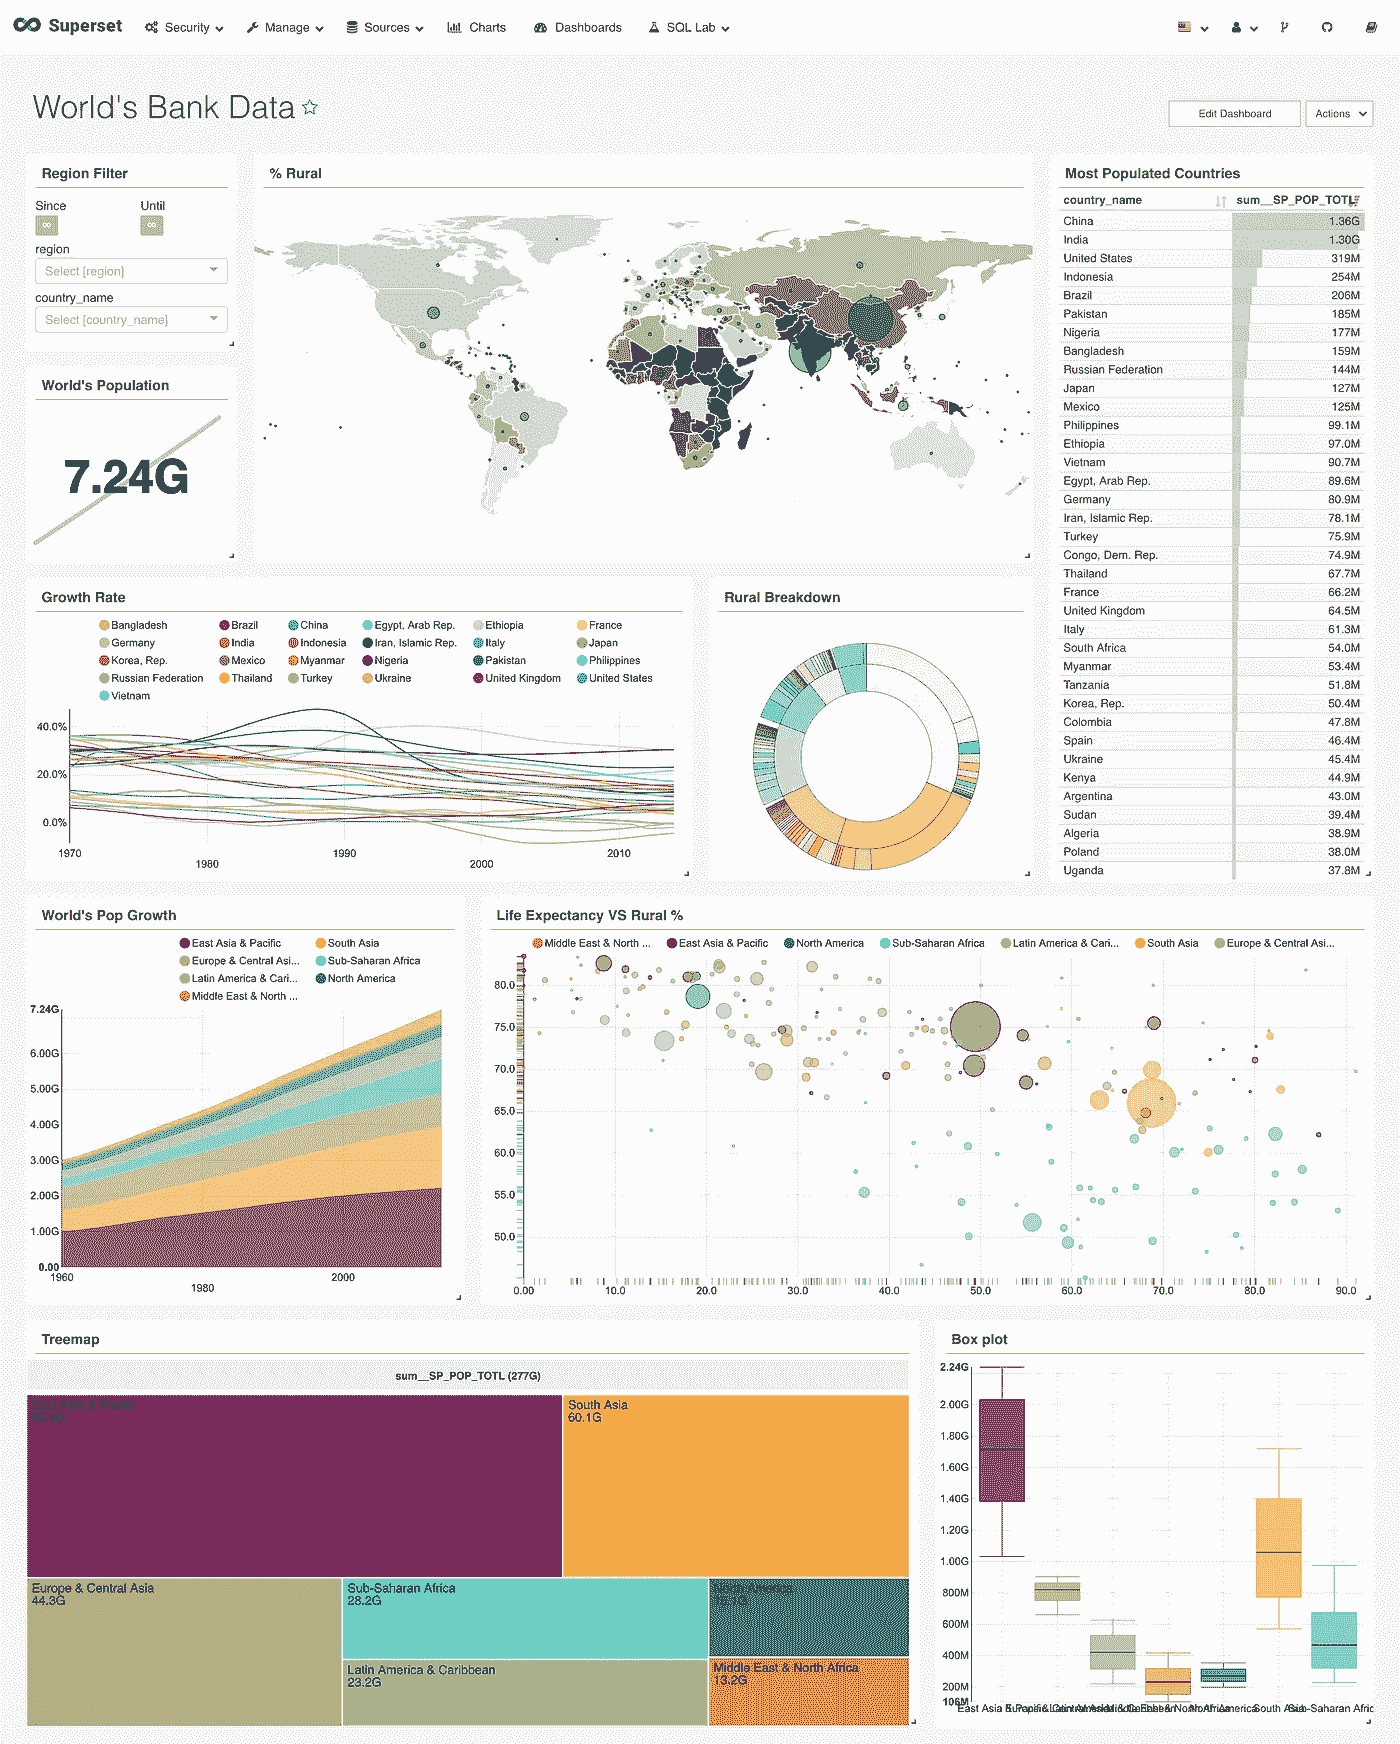 Superset Security Manage Sources Charts Dashboards SQL Lab
World's Bank Data
Edit Dashboard Actions
Region Filter
Since Until
region
Select [region]
country_name
Select [country_name]
World's Population
7.24G
% Rural
Most Populated Countries
country_name sum__SP_POP_TOTL
China 1.36G
India 1.30G
United States 319M
Indonesia 254M
Brazil 206M
Pakistan 185M
Nigeria 177M
Bangladesh 159M
Russian Federation 144M
Japan 127M
Mexico 125M
Philippines 99.1M
Ethiopia 97.0M
Vietnam 90.7M
Egypt, Arab Rep. 89.6M
Germany 80.9M
Iran, Islamic Rep. 78.1M
Turkey 75.9M
Congo, Dem. Rep. 74.9M
Thailand 67.7M
France 66.2M
United Kingdom 64.5M
Italy 61.3M
South Africa 54.0M
Myanmar 53.4M
Tanzania 51.8M
Korea, Rep. 50.4M
Colombia 47.8M
Spain 46.4M
Ukraine 45.4M
Kenya 44.9M
Argentina 43.0M
Sudan 39.4M
Algeria 38.9M
Poland 38.0M
Uganda 37.8M
Growth Rate
Bangladesh Brazil China Egypt, Arab Rep. Ethiopia France
Germany India Indonesia Iran, Islamic Rep. Italy Japan
Korea, Rep. Mexico Myanmar Nigeria Pakistan Philippines
Russian Federation Thailand Turkey Ukraine United Kingdom United States
Vietnam
40.0%
20.0%
0.0%
1970 1980 1990 2000 2010
Rural Breakdown
World's Pop Growth
East Asia & Pacific South Asia
Europe & Central Asi... Sub-Saharan Africa
Latin America & Cari... North America
Middle East & North ...
7.24G
6.00G
5.00G
4.00G
3.00G
2.00G
1.00G
0.00
1960 1980 2000
Life Expectancy VS Rural %
Middle East & North ... East Asia & Pacific North America Sub-Saharan Africa Latin America & Cari... South Asia Europe & Central Asi...
80.0
75.0
70.0
65.0
60.0
55.0
50.0
0.00 10.0 20.0 30.0 40.0 50.0 60.0 70.0 80.0 90.0
Treemap
sum__SP_POP_TOTL (277G)
East Asia & Pacific
South Asia
60.1G
Europe & Central Asia
44.3G
Sub-Saharan Africa
28.2G
North America
Latin America & Caribbean
23.2G
Middle East & North Africa
13.2G
Box plot
2.24G
2.00G
1.80G
1.60G
1.40G
1.20G
1.00G
800M
600M
400M
200M
106M
East Asia & South Asia Sub-Saharan Afric